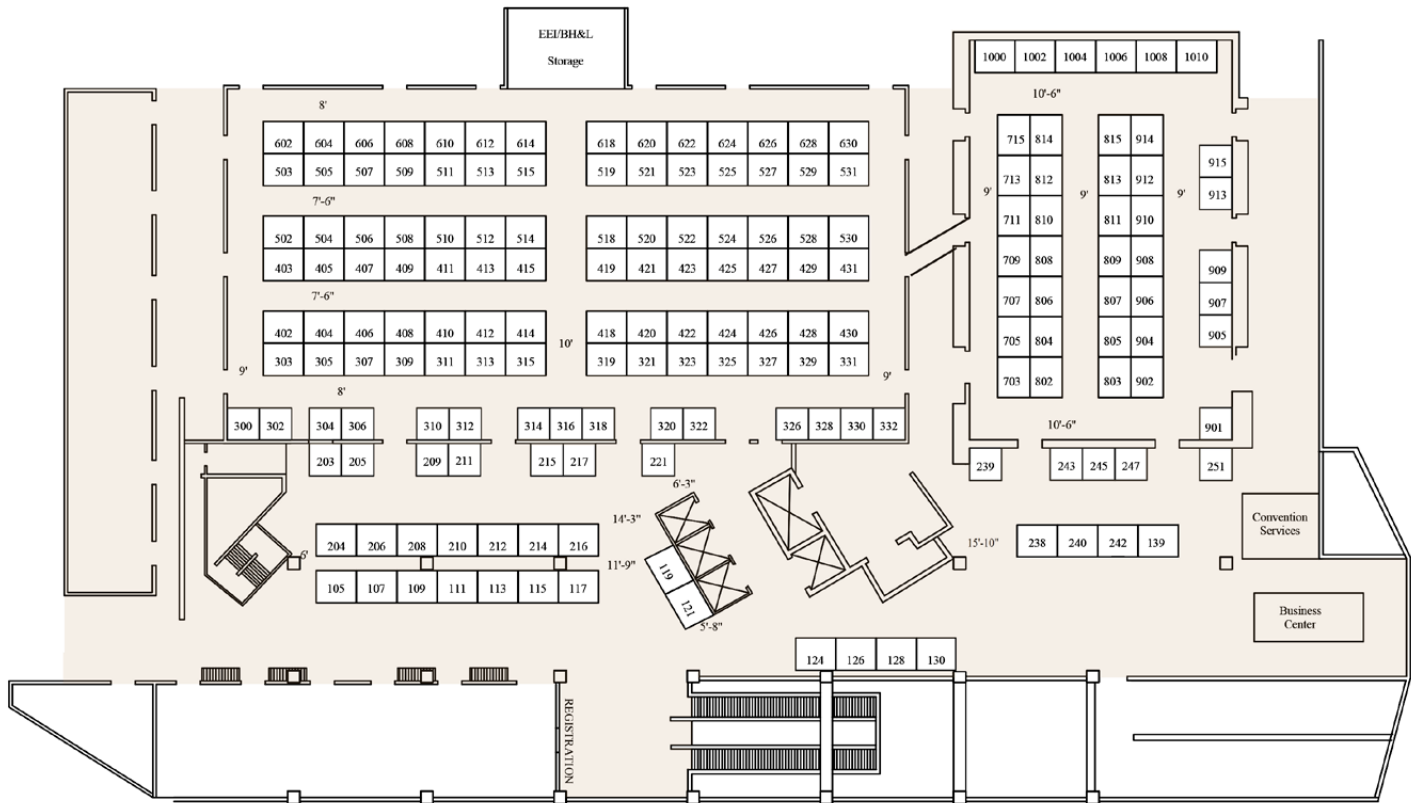 EEI/BH&L
Storage
1000 1002 1004 1006 1008 1010
8'
10'-6"
602 604 606 608 610 612 614 618 620 622 624 626 628 630
503 505 507 509 511 513 515 519 521 523 525 527 529 531
715 814 815 914
915
713 812 813 912
913
9' 9' 9'
7'-6"
711 810 811 910
502 504 506 508 510 512 514 518 520 522 524 526 528 530
403 405 407 409 411 413 415 419 421 423 425 427 429 431
709 808 809 908
909
7'-6"
707 806 807 906
907
402 404 406 408 410 412 414 418 420 422 424 426 428 430
705 804 805 904
905
10'
303 305 307 309 311 313 315 319 321 323 325 327 329 331
9' 9'
703 802 803 902
8'
300 302 304 306 310 312 314 316 318 320 322 326 328 330 332
10'-6"
901
203 205 209 211 215 217 221
239 243 245 247 251
6'-3"
14'-3"
Convention
Services
204 206 208 210 212 214 216
15'-10"
238 240 242 139
6'
11'-9"
119
105 107 109 111 113 115 117
121
5'-8"
Business
Center
124 126 128 130
REGISTRATION